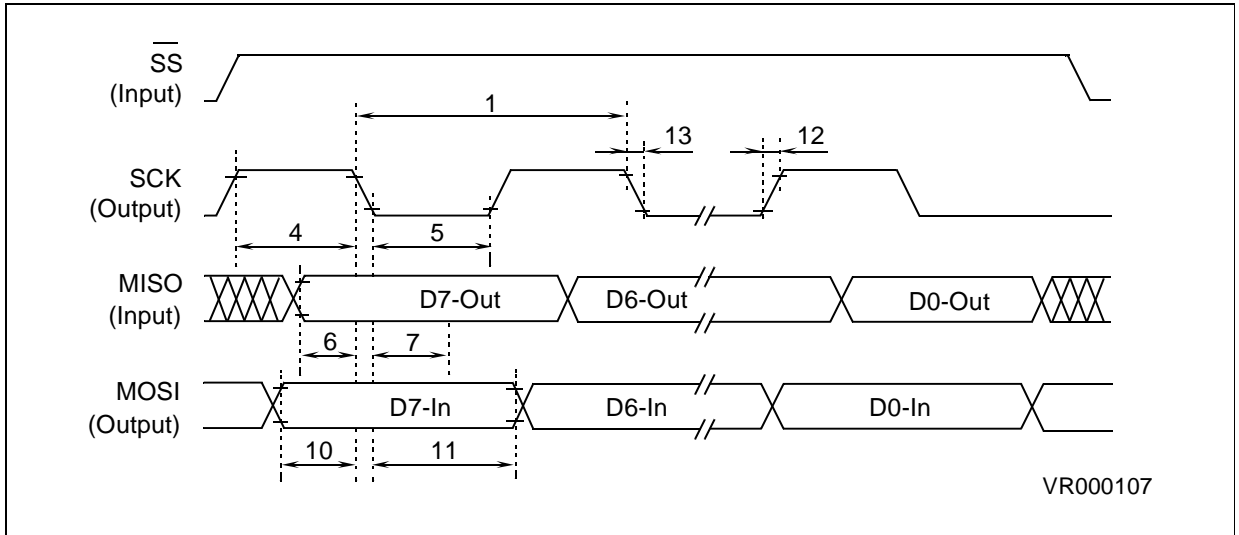 SS
(Input)
1
13
12
SCK
(Output)
4
5
MISO
(Input)
D7-Out
D6-Out
D0-Out
6
7
MOSI
(Output)
D7-In
D6-In
D0-In
10
11
VR000107